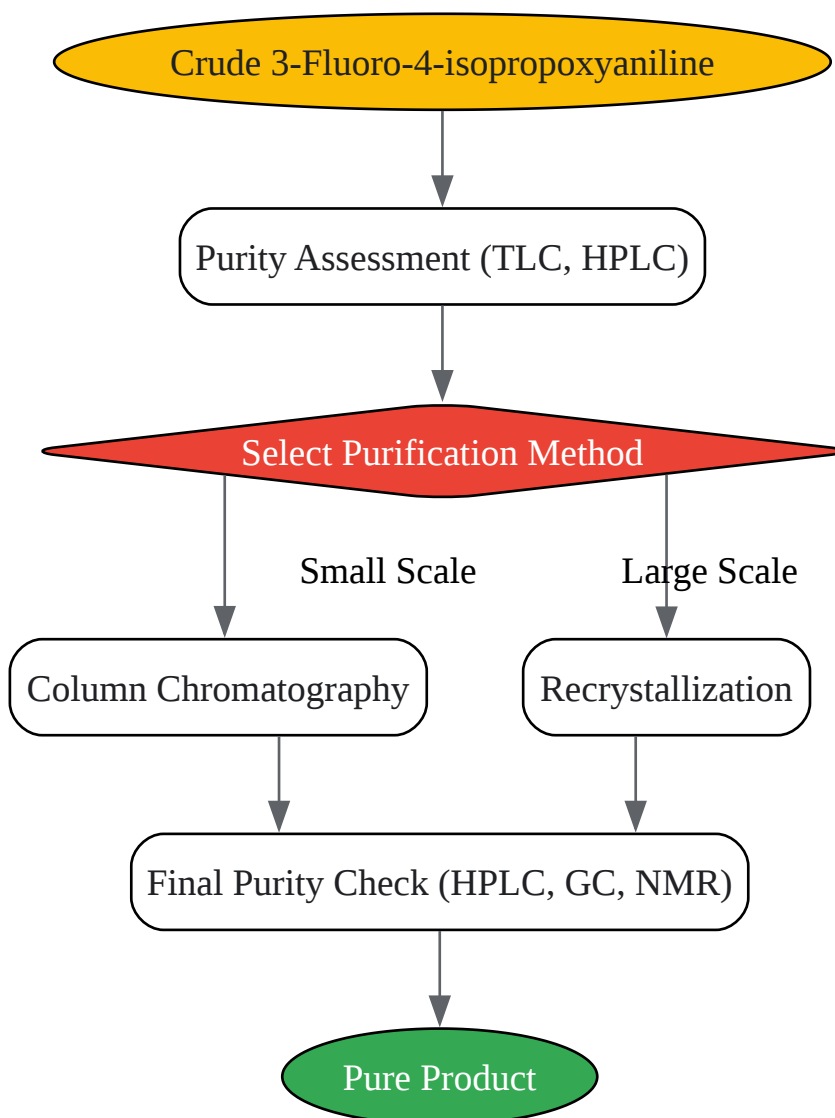 Crude 3-Fluoro-4-isopropoxyaniline
Purity Assessment (TLC, HPLC)
Select Purification Method
Small Scale
Large Scale
Column Chromatography
Recrystallization
Final Purity Check (HPLC, GC, NMR)
Pure Product